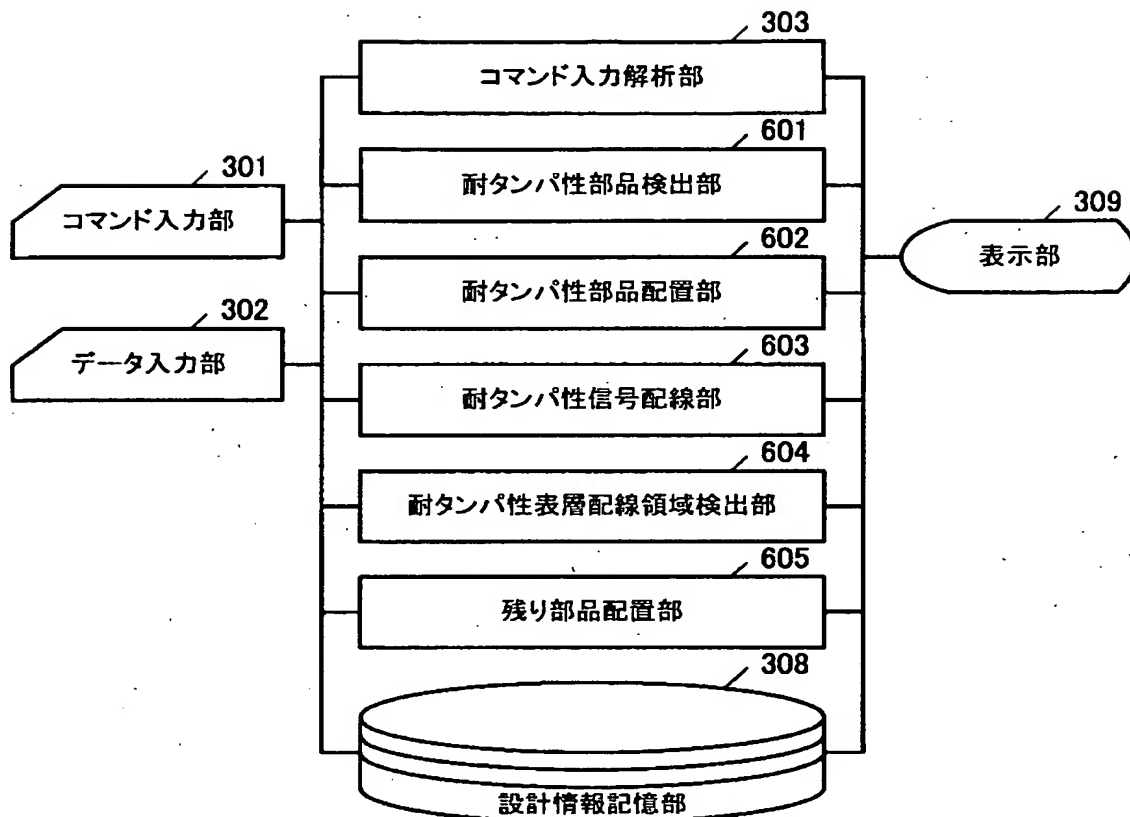 303
コマンド入力解析部
601
耐タンパ性部品検出部
301
コマンド入力部
602
耐タンパ性部品配置部
309
表示部
302
データ入力部
603
耐タンパ性信号配線部
604
耐タンパ性表層配線領域検出部
605
残り部品配置部
308
設計情報記憶部